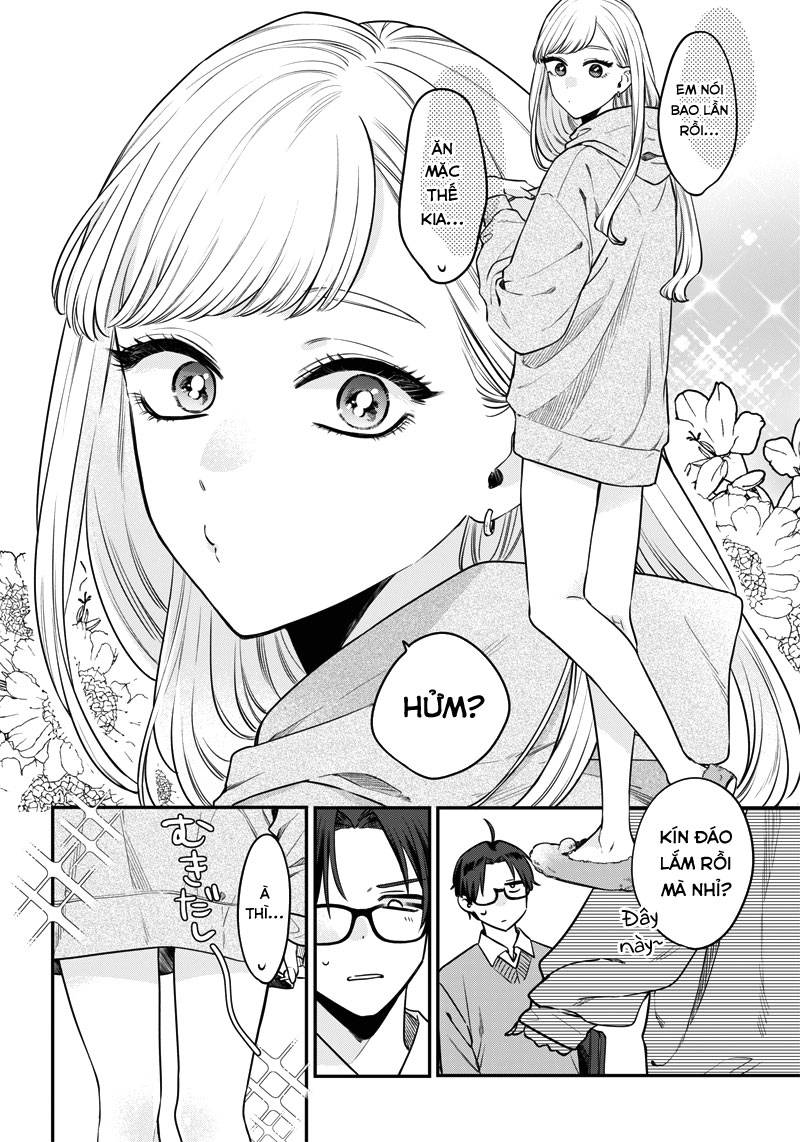 EM NÓI
BAO LẦN
RỒI...
ĂN
MẶC
THẾ
KIA...
HỬM?
KÍN ĐÁO
LẮM RỒI
MÀ NHỈ?
Đây
này~
À
THÌ...
むきだし